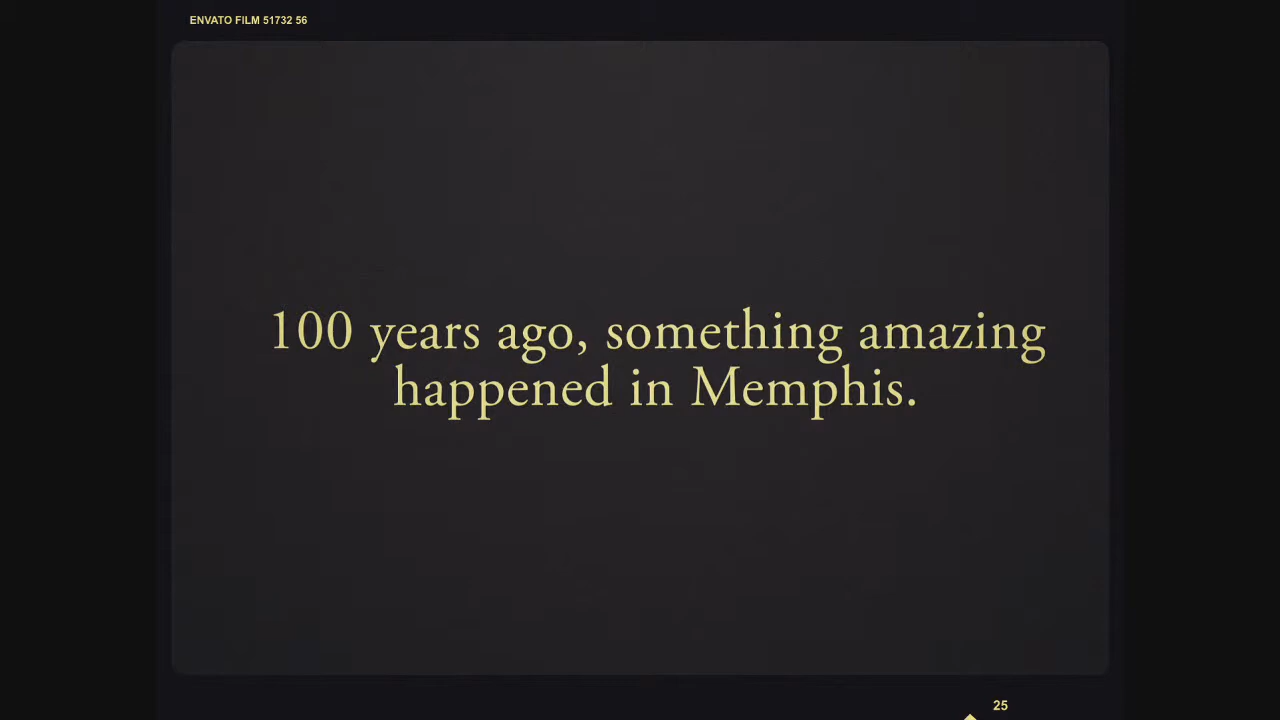 ENVATO FILM 51732 56
100 years ago, something amazing
happened in Memphis.
25